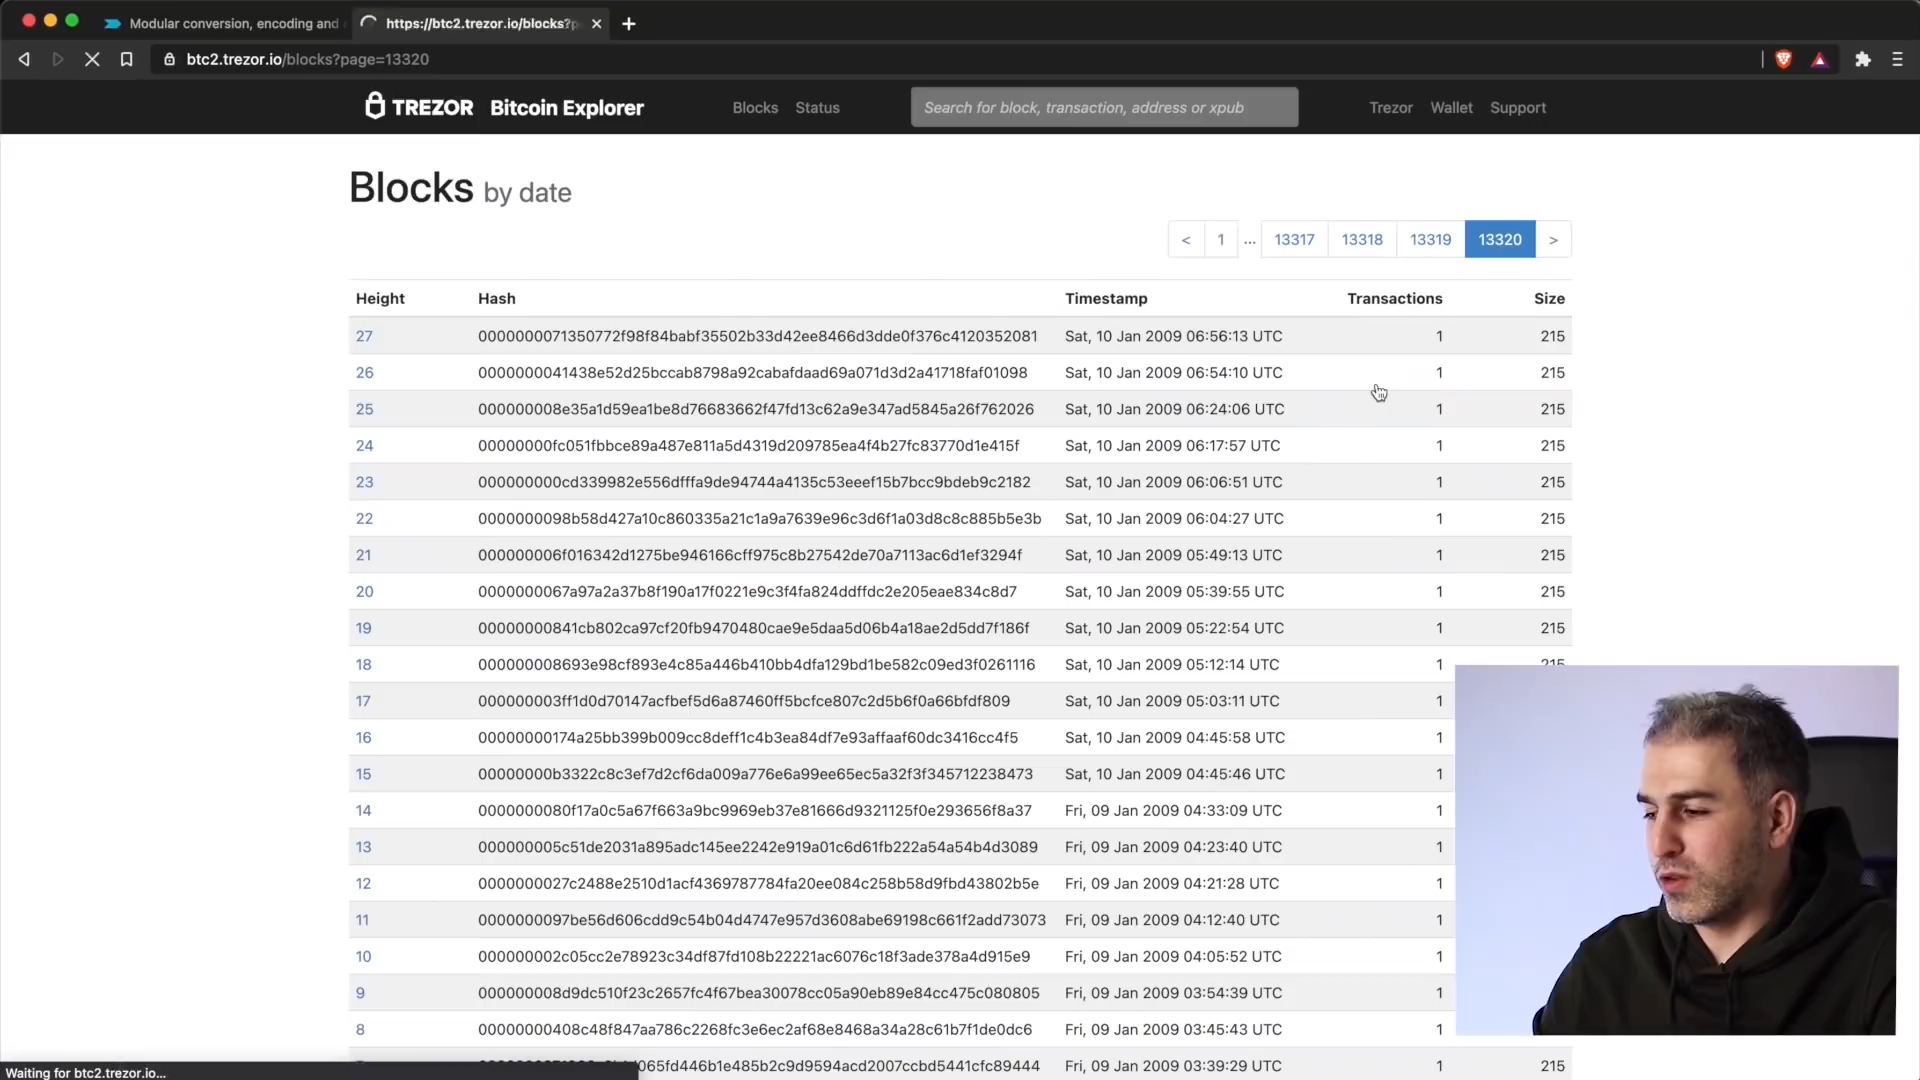 Modular conversion, encoding and
https://btc2.trezor.io/blocks?p
btc2.trezor.io/blocks?page=13320
TREZOR Bitcoin Explorer Blocks Status Search for block, transaction, address or xpub Trezor Wallet Support
Blocks by date
< 1 ... 13317 13318 13319 13320 >
Height Hash Timestamp Transactions Size
27 0000000071350772f98f84babf35502b33d42ee8466d3dde0f376c4120352081 Sat, 10 Jan 2009 06:56:13 UTC 1 215
26 0000000041438e52d25bccab8798a92cabafdaad69a071d3d2a41718faf01098 Sat, 10 Jan 2009 06:54:10 UTC 1 215
25 000000008e35a1d59ea1be8d76683662f47fd13c62a9e347ad5845a26f762026 Sat, 10 Jan 2009 06:24:06 UTC 1 215
24 00000000fc051fbbce89a487e811a5d4319d209785ea4f4b27fc83770d1e415f Sat, 10 Jan 2009 06:17:57 UTC 1 215
23 000000000cd339982e556dfffa9de94744a4135c53eeef15b7bcc9bdeb9c2182 Sat, 10 Jan 2009 06:06:51 UTC 1 215
22 0000000098b58d427a10c860335a21c1a9a7639e96c3d6f1a03d8c8c885b5e3b Sat, 10 Jan 2009 06:04:27 UTC 1 215
21 000000006f016342d1275be946166cff975c8b27542de70a7113ac6d1ef3294f Sat, 10 Jan 2009 05:49:13 UTC 1 215
20 0000000067a97a2a37b8f190a17f0221e9c3f4fa824ddffdc2e205eae834c8d7 Sat, 10 Jan 2009 05:39:55 UTC 1 215
19 00000000841cb802ca97cf20fb9470480cae9e5daa5d06b4a18ae2d5dd7f186f Sat, 10 Jan 2009 05:22:54 UTC 1 215
18 000000008693e98cf893e4c85a446b410bb4dfa129bd1be582c09ed3f0261116 Sat, 10 Jan 2009 05:12:14 UTC 1 215
17 000000003ff1d0d70147acfbef5d6a87460ff5bcfce807c2d5b6f0a66bfdf809 Sat, 10 Jan 2009 05:03:11 UTC 1
16 00000000174a25bb399b009cc8deff1c4b3ea84df7e93affaaf60dc3416cc4f5 Sat, 10 Jan 2009 04:45:58 UTC 1
15 00000000b3322c8c3ef7d2cf6da009a776e6a99ee65ec5a32f3f345712238473 Sat, 10 Jan 2009 04:45:46 UTC 1
14 0000000080f17a0c5a67f663a9bc9969eb37e81666d9321125f0e293656f8a37 Fri, 09 Jan 2009 04:33:09 UTC 1
13 000000005c51de2031a895adc145ee2242e919a01c6d61fb222a54a54b4d3089 Fri, 09 Jan 2009 04:23:40 UTC 1
12 0000000027c2488e2510d1acf4369787784fa20ee084c258b58d9fbd43802b5e Fri, 09 Jan 2009 04:21:28 UTC 1
11 0000000097be56d606cdd9c54b04d4747e957d3608abe69198c661f2add73073 Fri, 09 Jan 2009 04:12:40 UTC 1
10 000000002c05cc2e78923c34df87fd108b22221ac6076c18f3ade378a4d915e9 Fri, 09 Jan 2009 04:05:52 UTC 1
9 000000008d9dc510f23c2657fc4f67bea30078cc05a90eb89e84cc475c080805 Fri, 09 Jan 2009 03:54:39 UTC 1
8 00000000408c48f847aa786c2268fc3e6ec2af68e8468a34a28c61b7f1de0dc6 Fri, 09 Jan 2009 03:45:43 UTC 1
065fd446b1e485b2c9d9594acd2007ccbd5441cfc89444 Fri, 09 Jan 2009 03:39:29 UTC 1 215
Waiting for btc2.trezor.io...